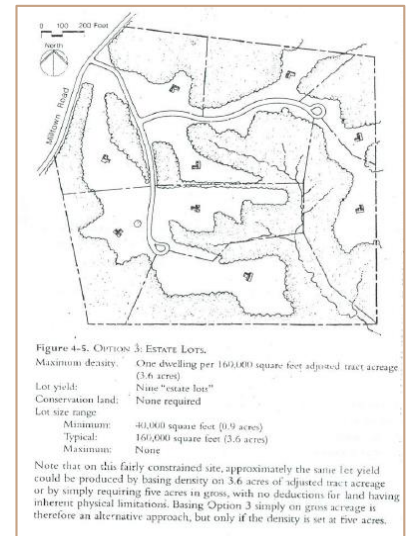 0 100 200 Feet
North
Milltown Road
Figure 4-5. OPTION 3: ESTATE LOTS.
Maximum density: One dwelling per 160,000 square feet adjusted tract acreage
(3.6 acres)
Lot yield: Nine "estate lots"
Conservation land: None required
Lot size range
Minimum: 40,000 square feet (0.9 acres)
Typical: 160,000 square feet (3.6 acres)
Maximum: None
Note that on this fairly constrained site, approximately the same lot yield
could be produced by basing density on 3.6 acres of adjusted tract acreage
or by simply requiring five acres in gross, with no deductions for land having
inherent physical limitations. Basing Option 3 simply on gross acreage is
therefore an alternative approach, but only if the density is set at five acres.